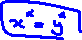 x² = y²